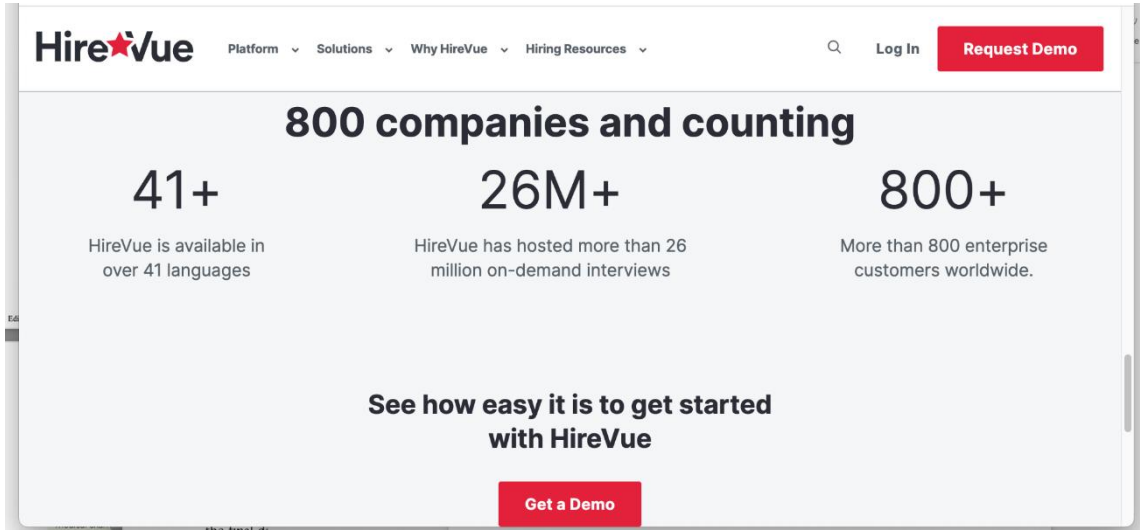 Hire★Vue
Platform
Solutions
Why HireVue
Hiring Resources
Log In
Request Demo
800 companies and counting
41+
26M+
800+
HireVue is available in
over 41 languages
HireVue has hosted more than 26
million on-demand interviews
More than 800 enterprise
customers worldwide.
See how easy it is to get started
with HireVue
Get a Demo